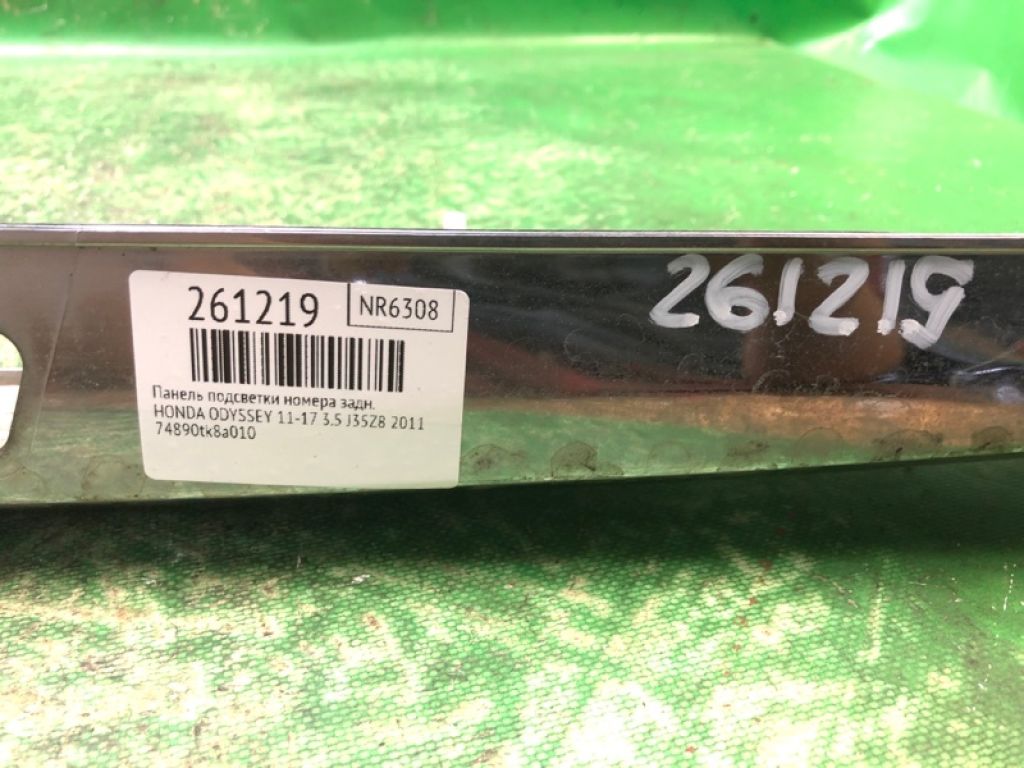 261219
NR6308
Панель подсветки номера задн.
HONDA ODYSSEY 11-17 3.5 J35Z8 2011
74890tk8a010
261219